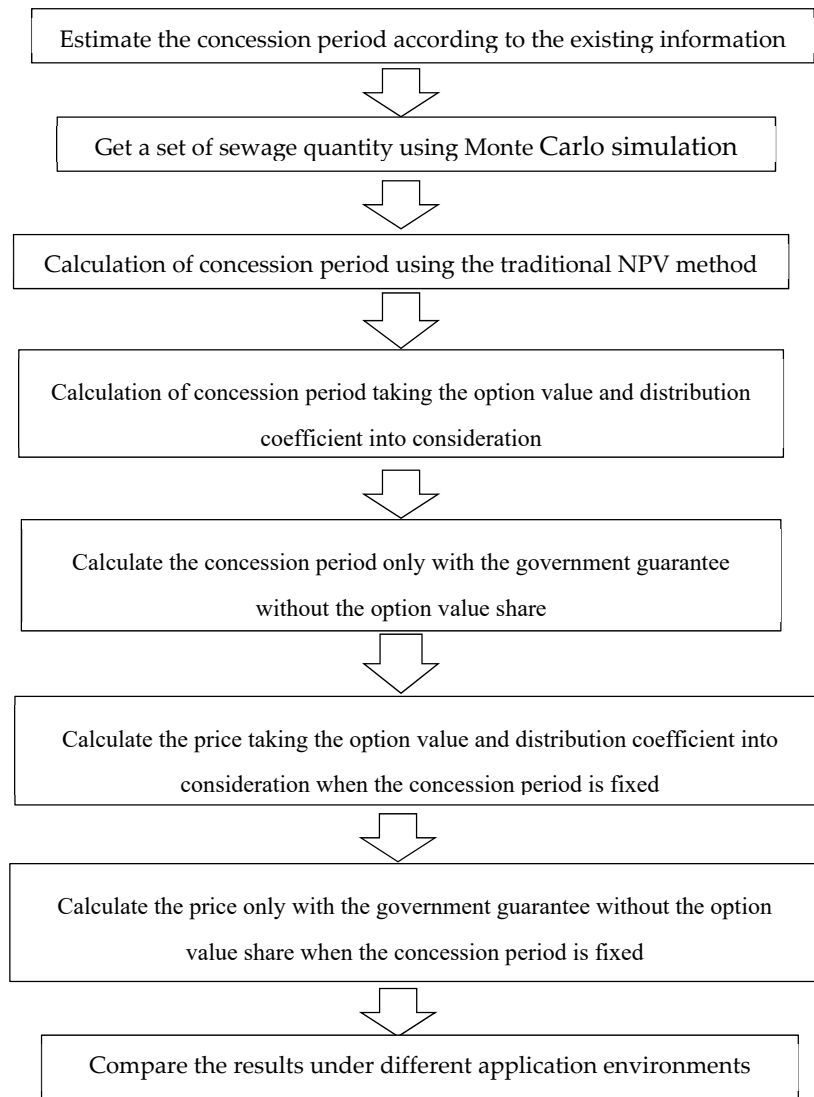 Estimate the concession period according to the existing information
Get a set of sewage quantity using Monte Carlo simulation
Calculation of concession period using the traditional NPV method
Calculation of concession period taking the option value and distribution
coefficient into consideration
Calculate the concession period only with the government guarantee
without the option value share
Calculate the price taking the option value and distribution coefficient into
consideration when the concession period is fixed
Calculate the price only with the government guarantee without the option
value share when the concession period is fixed
Compare the results under different application environments